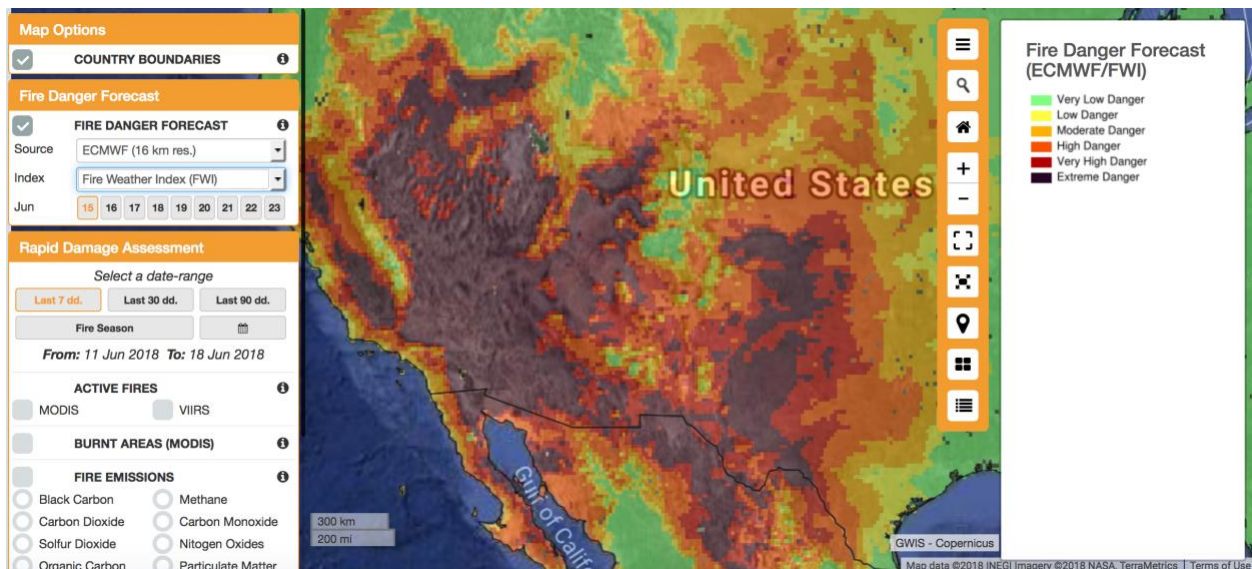 Map Options
COUNTRY BOUNDARIES
Fire Danger Forecast
FIRE DANGER FORECAST
Source ECMWF (16 km res.)
Index Fire Weather Index (FWI)
Jun 15 16 17 18 19 20 21 22 23
Rapid Damage Assessment
Select a date-range
Last 7 dd. Last 30 dd. Last 90 dd.
Fire Season
From: 11 Jun 2018 To: 18 Jun 2018
ACTIVE FIRES
MODIS VIIRS
BURNT AREAS (MODIS)
FIRE EMISSIONS
Black Carbon Methane
Carbon Dioxide Carbon Monoxide
Solfur Dioxide Nitogen Oxides
Organic Carbon Particulate Matter
United States
Gulf of Califo
300 km
200 mi
GWIS - Copernicus
Map data ©2018 INEGI Imagery ©2018 NASA, TerraMetrics Terms of Use
Fire Danger Forecast
(ECMWF/FWI)
Very Low Danger
Low Danger
Moderate Danger
High Danger
Very High Danger
Extreme Danger